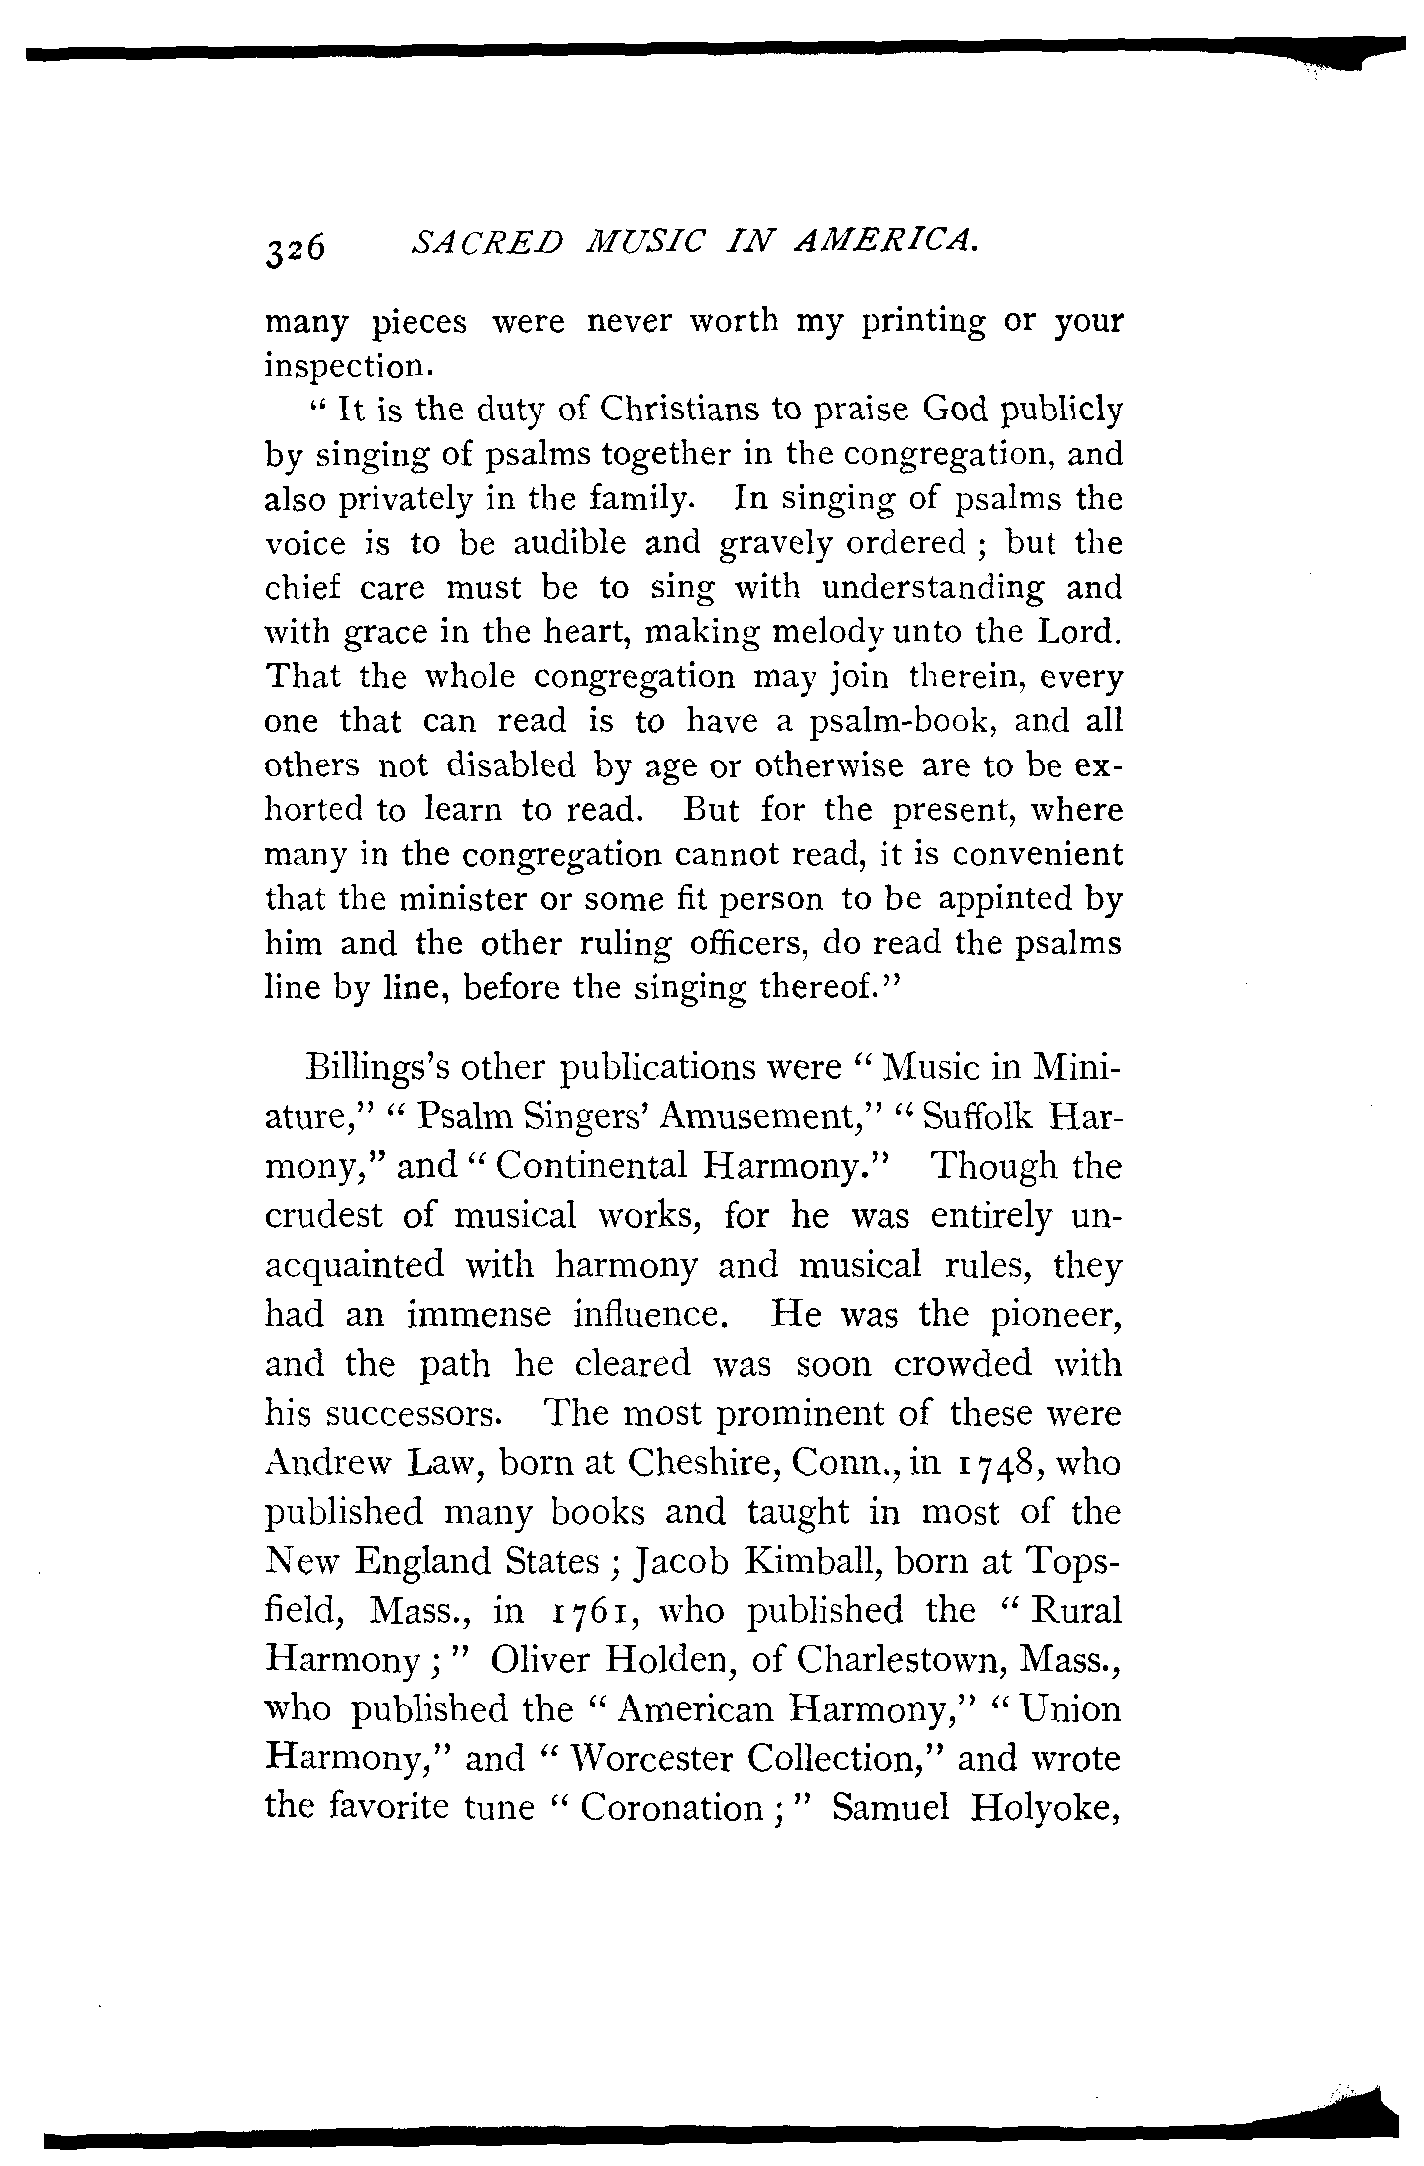 326 SACRED MUSIC IN AMERICA.
many pieces were never worth my printing or your
inspection.
“ It is the duty of Christians to praise God publicly
by singing of psalms together in the congregation, and
also privately in the family. In singing of psalms the
voice is to be audible and gravely ordered ; but the
chief care must be to sing with understanding and
with grace in the heart, making melody unto the Lord.
That the whole congregation may join therein, every
one that can read is to have a psalm-book, and all
others not disabled by age or otherwise are to be ex-
horted to learn to read. But for the present, where
many in the congregation cannot read, it is convenient
that the minister or some fit person to be appinted by
him and the other ruling officers, do read the psalms
line by line, before the singing thereof.”
Billings’s other publications were “ Music in Mini-
ature,” “ Psalm Singers’ Amusement,” “ Suffolk Har-
mony,” and “ Continental Harmony.” Though the
crudest of musical works, for he was entirely un-
acquainted with harmony and musical rules, they
had an immense influence. He was the pioneer,
and the path he cleared was soon crowded with
his successors. The most prominent of these were
Andrew Law, born at Cheshire, Conn., in 1748, who
published many books and taught in most of the
New England States ; Jacob Kimball, born at Tops-
field, Mass., in 1761, who published the “ Rural
Harmony ; ” Oliver Holden, of Charlestown, Mass.,
who published the “ American Harmony,” “ Union
Harmony,” and “ Worcester Collection,” and wrote
the favorite tune “ Coronation ; ” Samuel Holyoke,